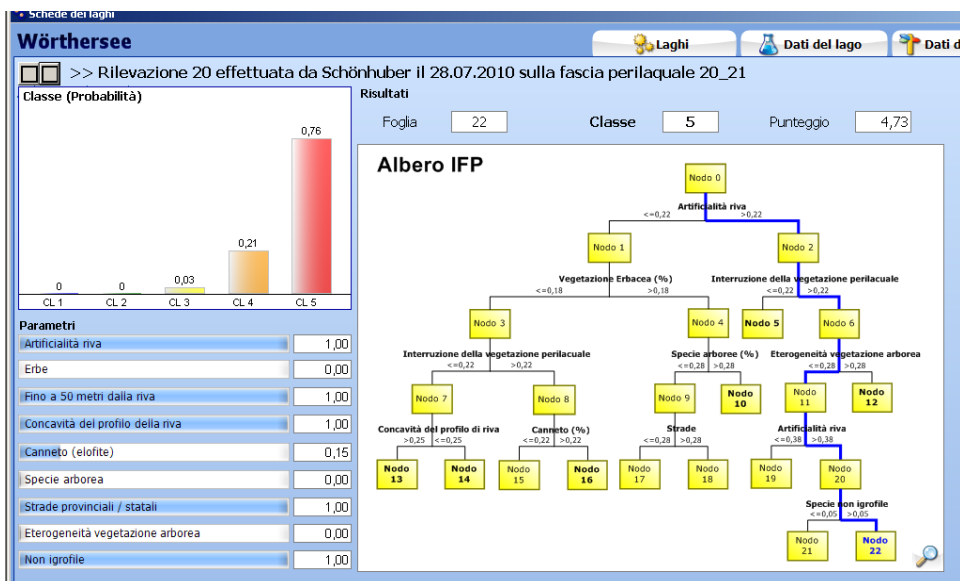 Schede dei laghi
Wörthersee
Laghi
Dati del lago
Dati d
>> Rilevazione 20 effettuata da Schönhuber il 28.07.2010 sulla fascia perilaquale 20_21
Classe (Probabilità)
0 0 0,03 0,21 0,76
CL 1 CL 2 CL 3 CL 4 CL 5
Parametri
Artificialità riva 1,00
Erbe 0,00
Fino a 50 metri dalla riva 1,00
Concavità del profilo della riva 1,00
Canneto (elofite) 0,15
Specie arborea 0,00
Strade provinciali / statali 1,00
Eterogeneità vegetazione arborea 0,00
Non igrofile 1,00
Risultati
Foglia 22 Classe 5 Punteggio 4,73
Albero IFP
Nodo 0
Artificialità riva
<=0,22 >0,22
Nodo 1 Nodo 2
Vegetazione Erbacea (%) Interruzione della vegetazione perilacuale
<=0,18 >0,18 <=0,22 >0,22
Nodo 3 Nodo 4 Nodo 5 Nodo 6
Interruzione della vegetazione perilacuale Specie arboree (%) Eterogeneità vegetazione arborea
<=0,22 >0,22 <=0,28 >0,28 <=0,28 >0,28
Nodo 7 Nodo 8 Nodo 9 Nodo 10 Nodo 11 Nodo 12
Concavità del profilo di riva Canneto (%) Strade Artificialità riva
>0,25 <=0,25 <=0,22 >0,22 <=0,28 >0,28 <=0,38 >0,38
Nodo 13 Nodo 14 Nodo 15 Nodo 16 Nodo 17 Nodo 18 Nodo 19 Nodo 20
Specie non igrofile
<=0,05 >0,05
Nodo 21 Nodo 22